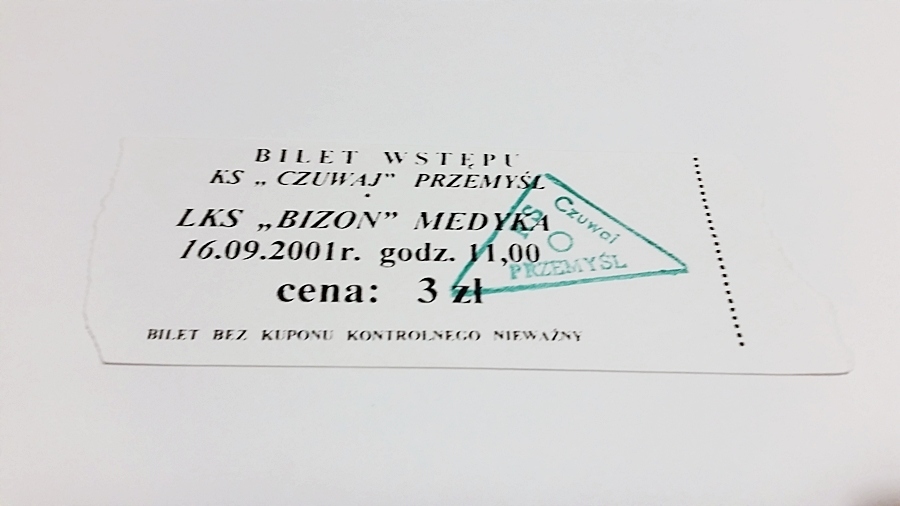 BILET WSTĘPU
KS „CZUWAJ" PRZEMYŚL
LKS „BIZON" MEDYKA
16.09.2001r. godz. 11,00
cena: 3 zł
BILET BEZ KUPONU KONTROLNEGO NIEWAŻNY
KS Czuwaj
PRZEMYŚL